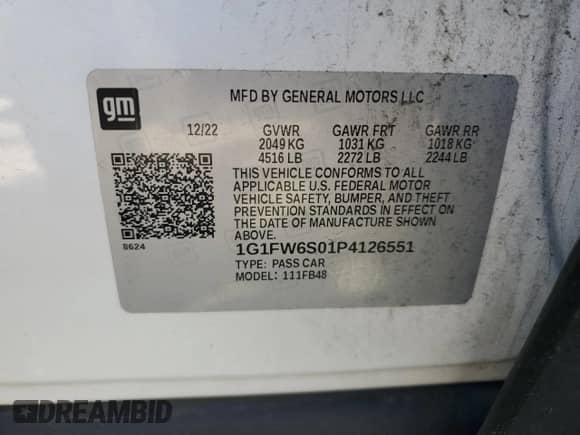 gm
MFD BY GENERAL MOTORS LLC
12/22 GVWR GAWR FRT GAWR RR
2049 KG 1031 KG 1018 KG
4516 LB 2272 LB 2244 LB
THIS VEHICLE CONFORMS TO ALL
APPLICABLE U.S. FEDERAL MOTOR
VEHICLE SAFETY, BUMPER, AND THEFT
PREVENTION STANDARDS IN EFFECT ON
THE DATE OF MANUFACTURE SHOWN
ABOVE.
8624
1G1FW6S01P4126551
TYPE: PASS CAR
MODEL: 111FB48
DREAMBID